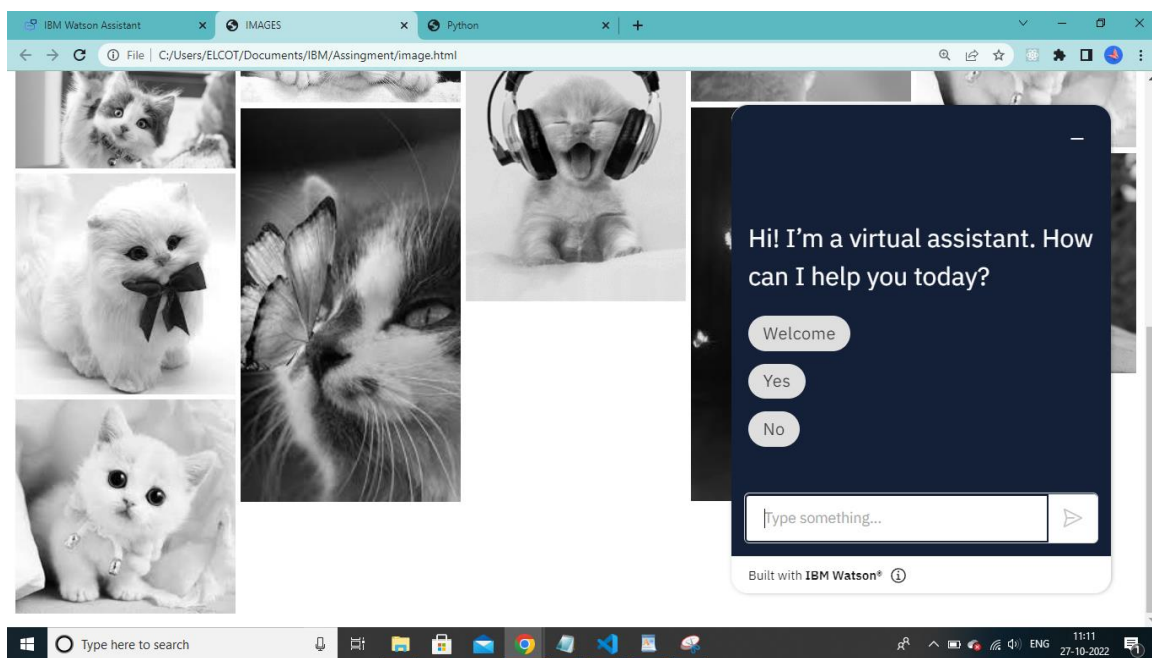 IBM Watson Assistant
IMAGES
Python
File
C:/Users/ELCOT/Documents/IBM/Assingment/image.html
Hi! I’m a virtual assistant. How
can I help you today?
Welcome
Yes
No
Type something...
Built with IBM Watson®
Type here to search
ENG
11:11
27-10-2022